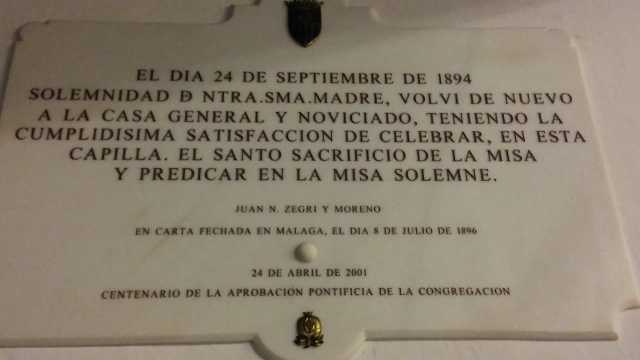 EL DIA 24 DE SEPTIEMBRE DE 1894
SOLEMNIDAD Đ NTRA.SMA.MADRE, VOLVI DE NUEVO
A LA CASA GENERAL Y NOVICIADO, TENIENDO LA
CUMPLIDISIMA SATISFACCION DE CELEBRAR, EN ESTA
CAPILLA. EL SANTO SACRIFICIO DE LA MISA
Y PREDICAR EN LA MISA SOLEMNE.
JUAN N. ZEGRI Y MORENO
EN CARTA FECHADA EN MALAGA, EL DIA 8 DE JULIO DE 1896
24 DE ABRIL DE 2001
CENTENARIO DE LA APROBACION PONTIFICIA DE LA CONGREGACION